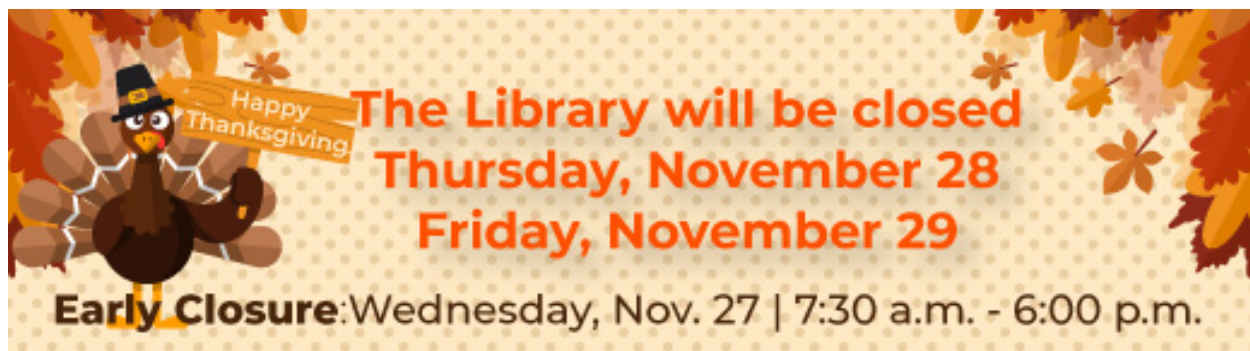 Happy
Thanksgiving
The Library will be closed
Thursday, November 28
Friday, November 29
Early Closure:Wednesday, Nov. 27 | 7:30 a.m. - 6:00 p.m.